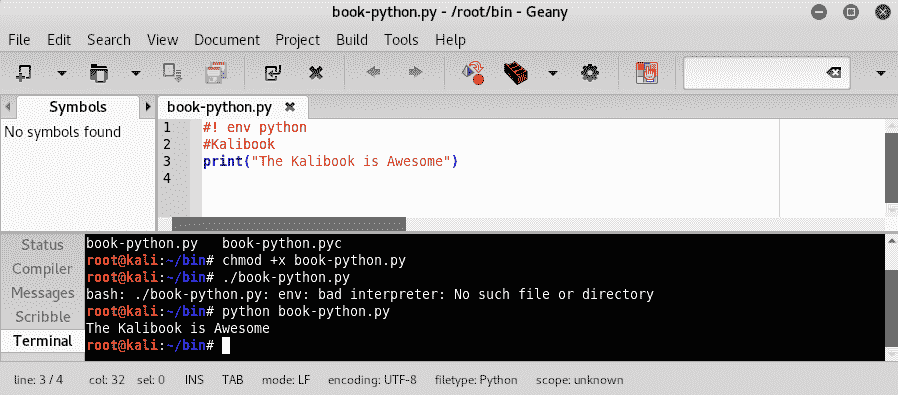 book-python.py - /root/bin - Geany
File Edit Search View Document Project Build Tools Help
Symbols
book-python.py
No symbols found
1 #! env python
2 #Kalibook
3 print("The Kalibook is Awesome")
4
Status
Compiler
Messages
Scribble
Terminal
book-python.py book-python.pyc
root@kali:~/bin# chmod +x book-python.py
root@kali:~/bin# ./book-python.py
bash: ./book-python.py: env: bad interpreter: No such file or directory
root@kali:~/bin# python book-python.py
The Kalibook is Awesome
root@kali:~/bin#
line: 3 / 4 col: 32 sel: 0 INS TAB mode: LF encoding: UTF-8 filetype: Python scope: unknown